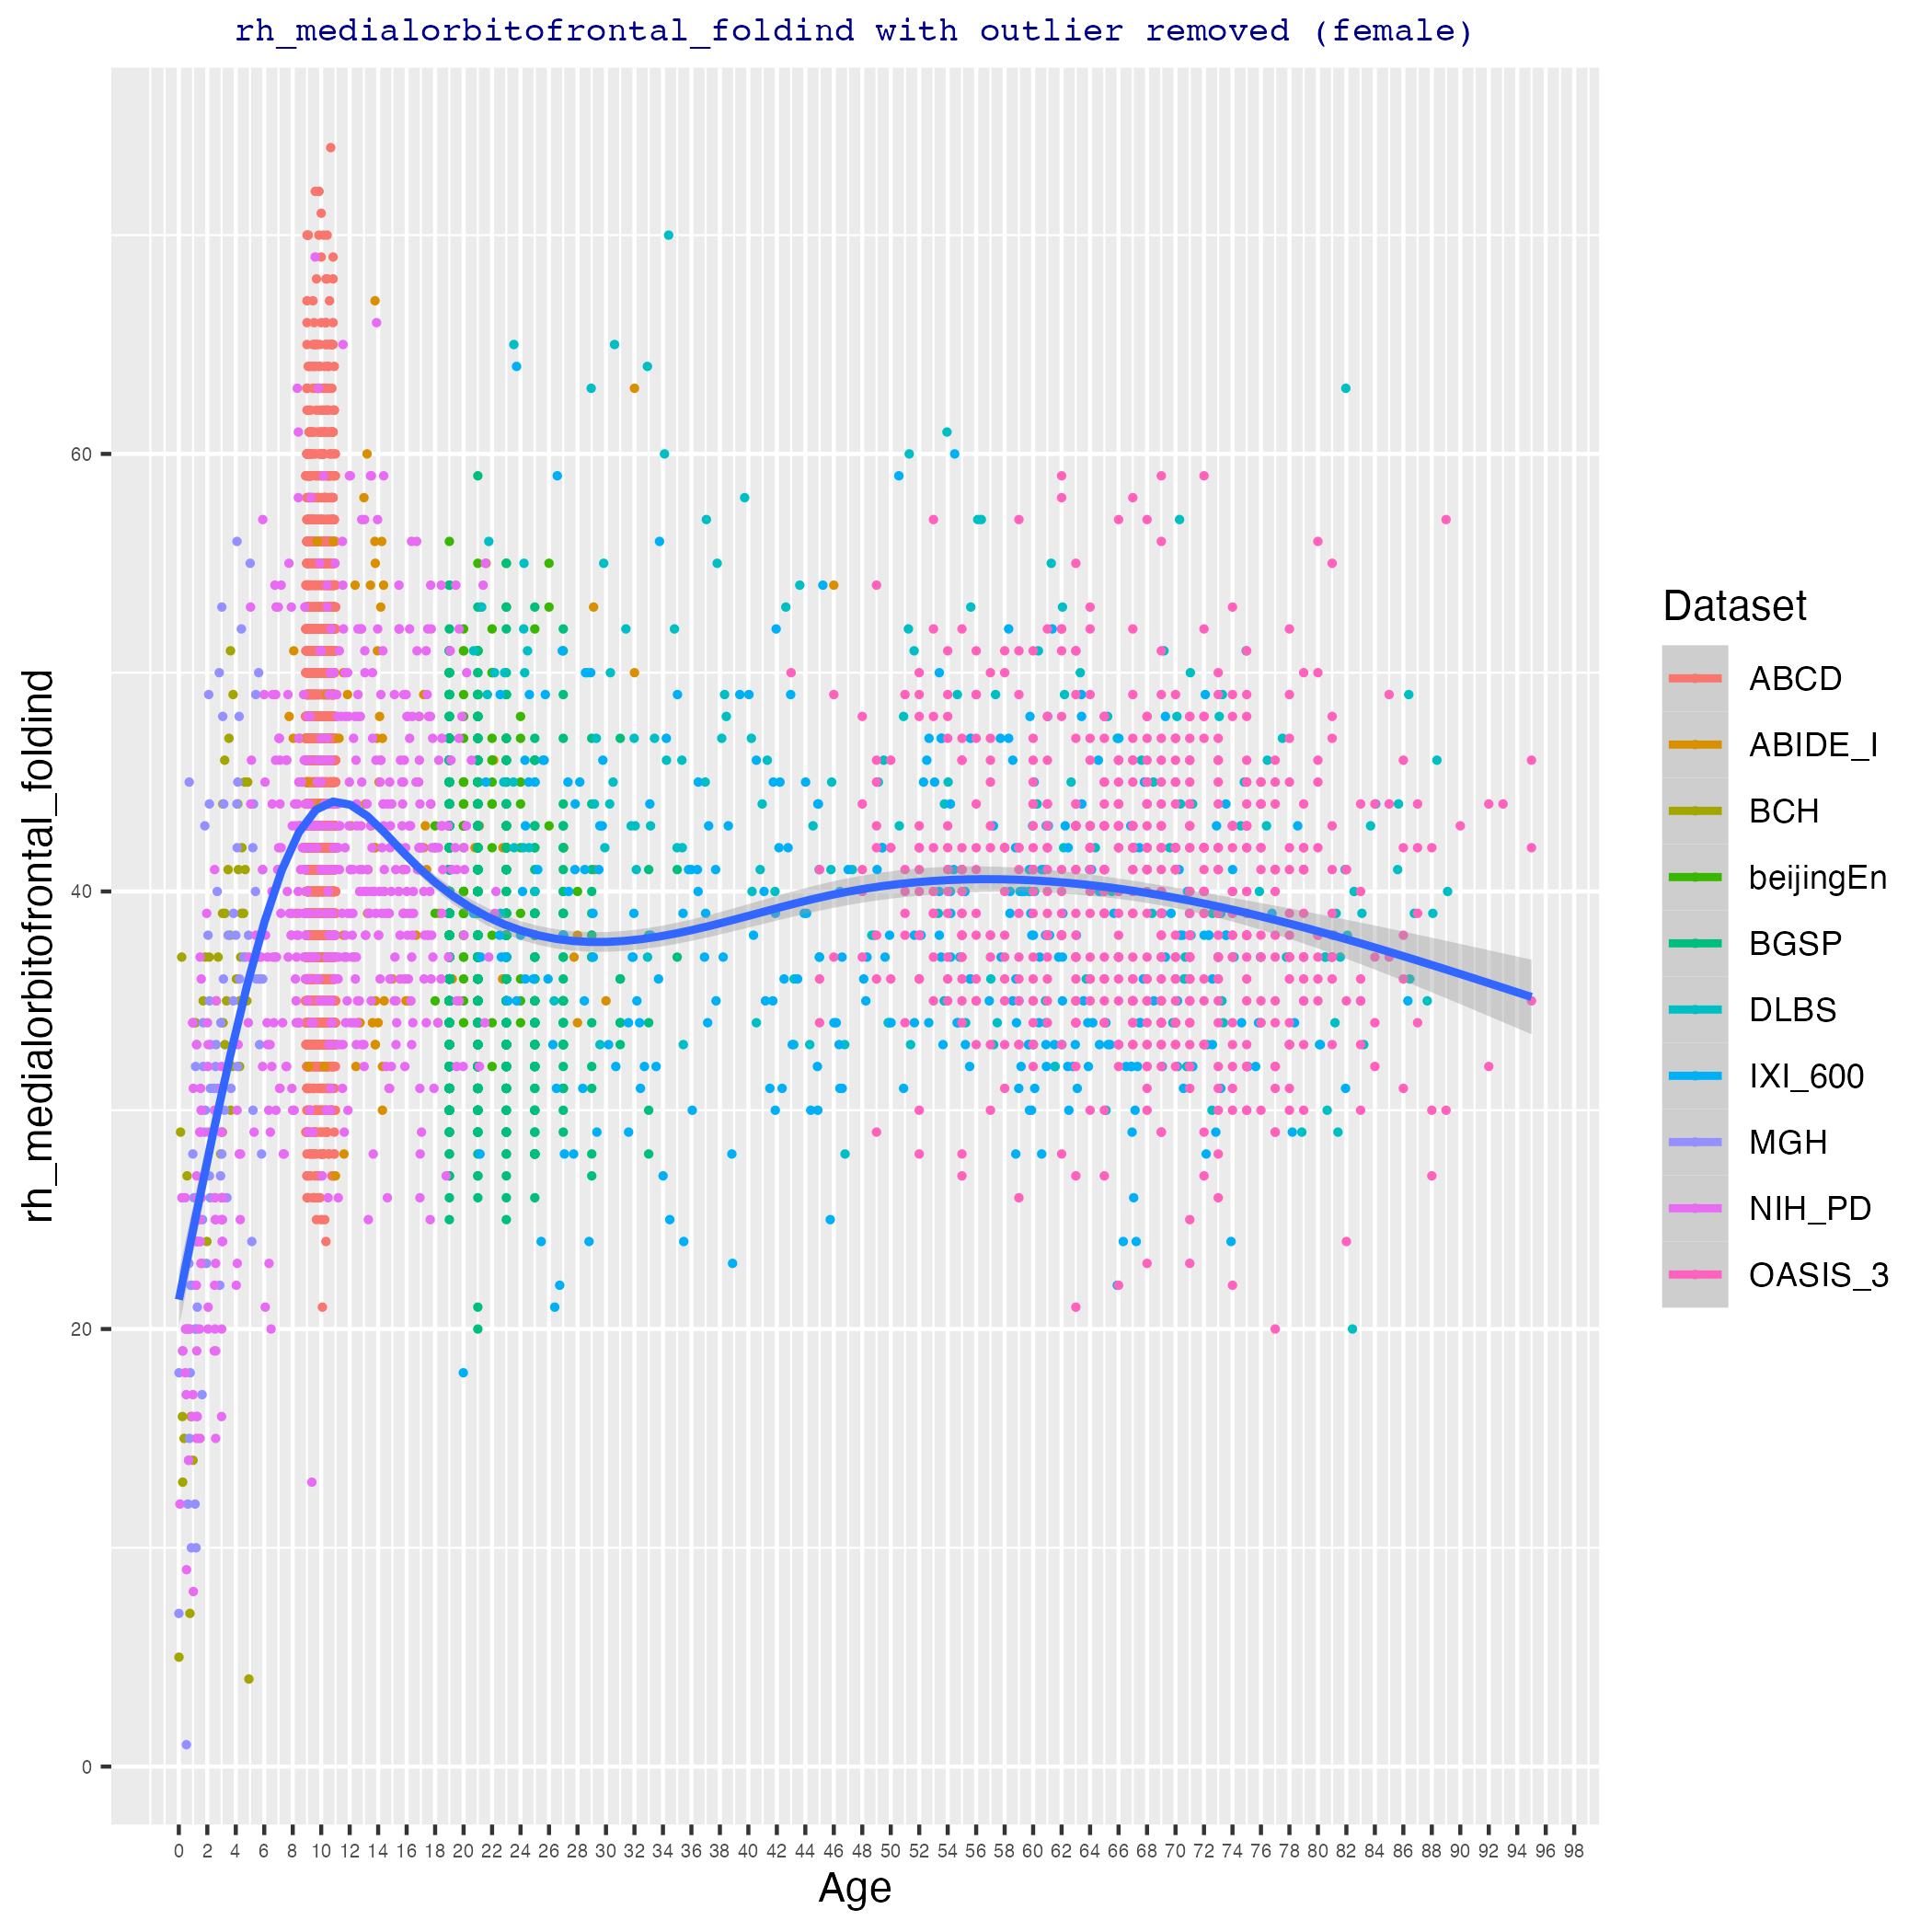 rh_medialorbitofrontal_foldind with outlier removed (female)
rh_medialorbitofrontal_foldind
60
40
20
0
0 2 4 6 8 10 12 14 16 18 20 22 24 26 28 30 32 34 36 38 40 42 44 46 48 50 52 54 56 58 60 62 64 66 68 70 72 74 76 78 80 82 84 86 88 90 92 94 96 98
Age
Dataset
ABCD
ABIDE_I
BCH
beijingEn
BGSP
DLBS
IXI_600
MGH
NIH_PD
OASIS_3